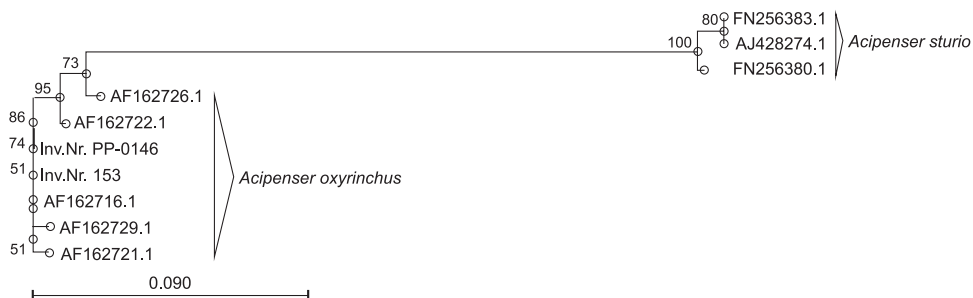 80 FN256383.1
100 AJ428274.1 Acipenser sturio
73 FN256380.1
95 AF162726.1
86 AF162722.1
74 Inv.Nr. PP-0146
51 Inv.Nr. 153 Acipenser oxyrinchus
AF162716.1
AF162729.1
51 AF162721.1
0.090